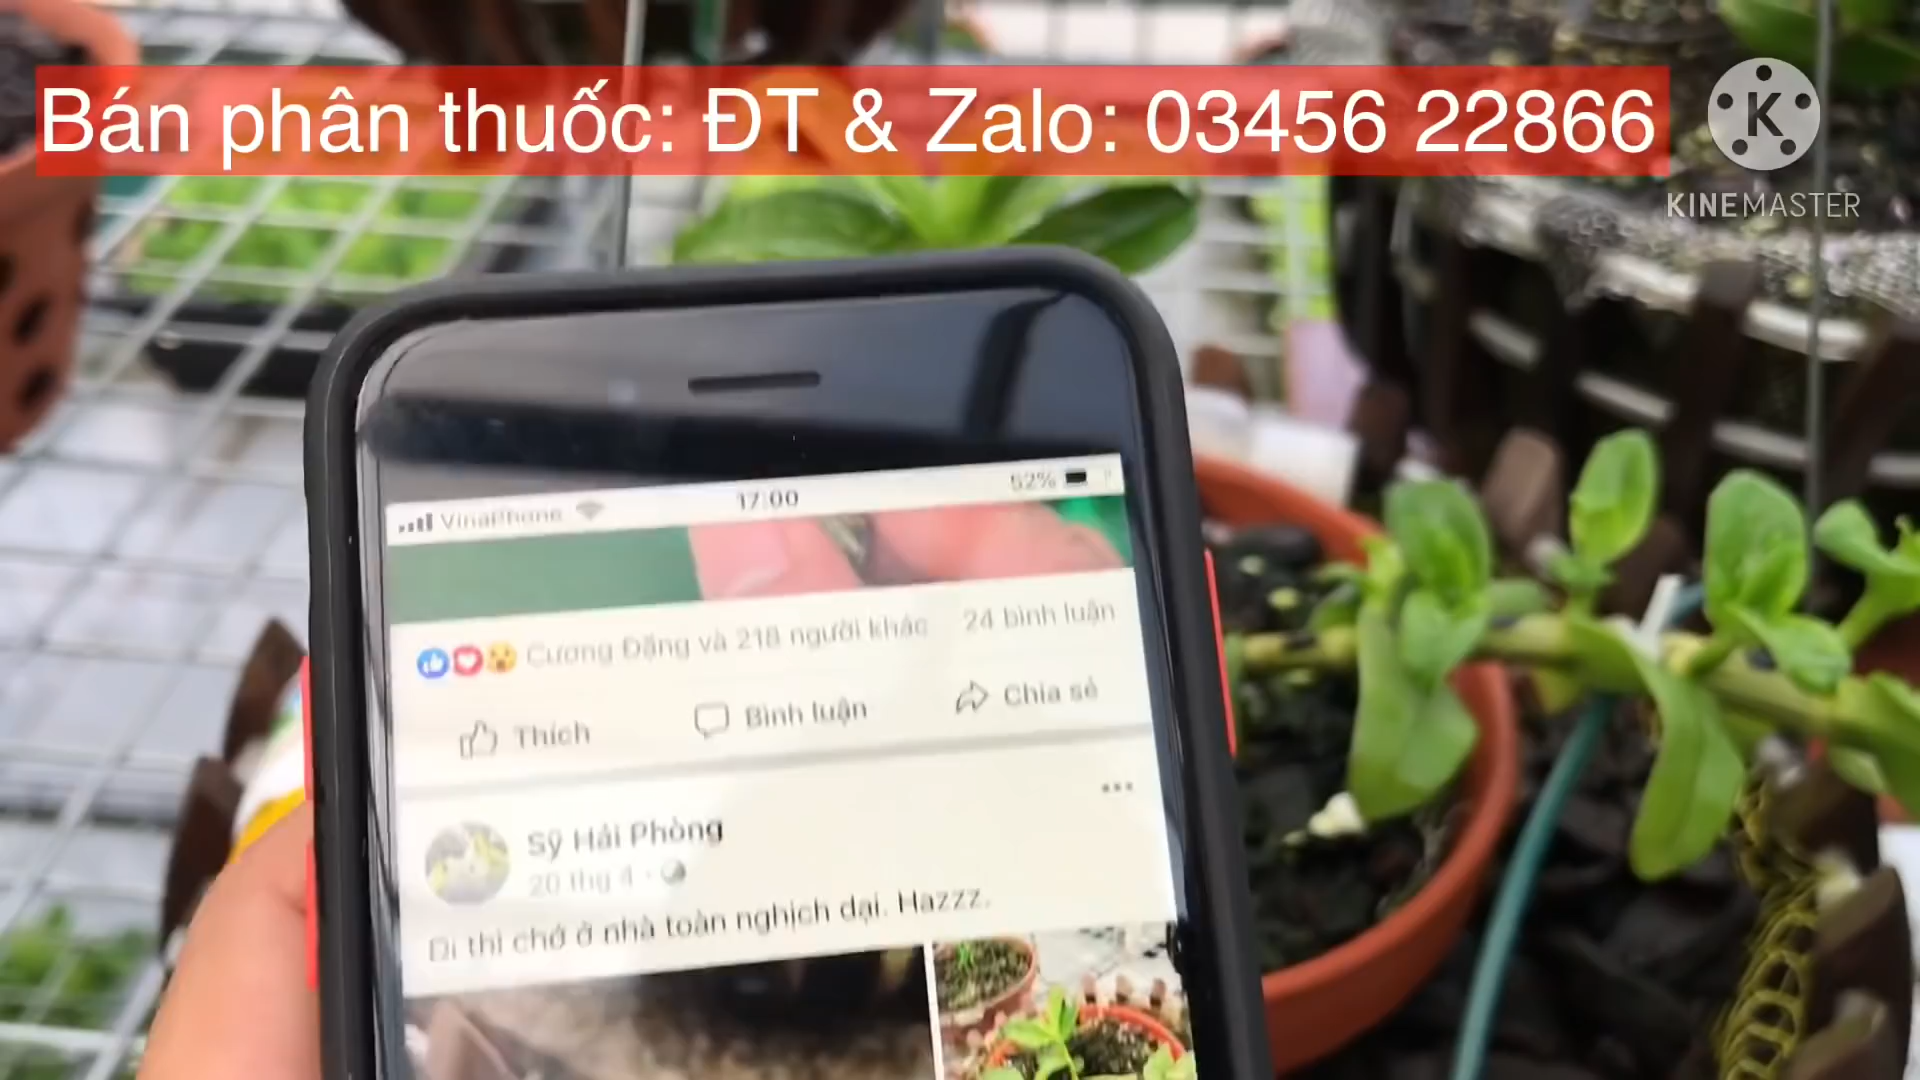 Bán phân thuốc: ĐT & Zalo: 03456 22866
K
KINEMASTER
VinaPhone 17:00 52%
Cương Đặng và 218 người khác 24 bình luận
Thích Bình luận Chia sẻ
Sỹ Hải Phòng
20 thg 4
Đi thì chớ ở nhà toàn nghịch dại. Hazzz.